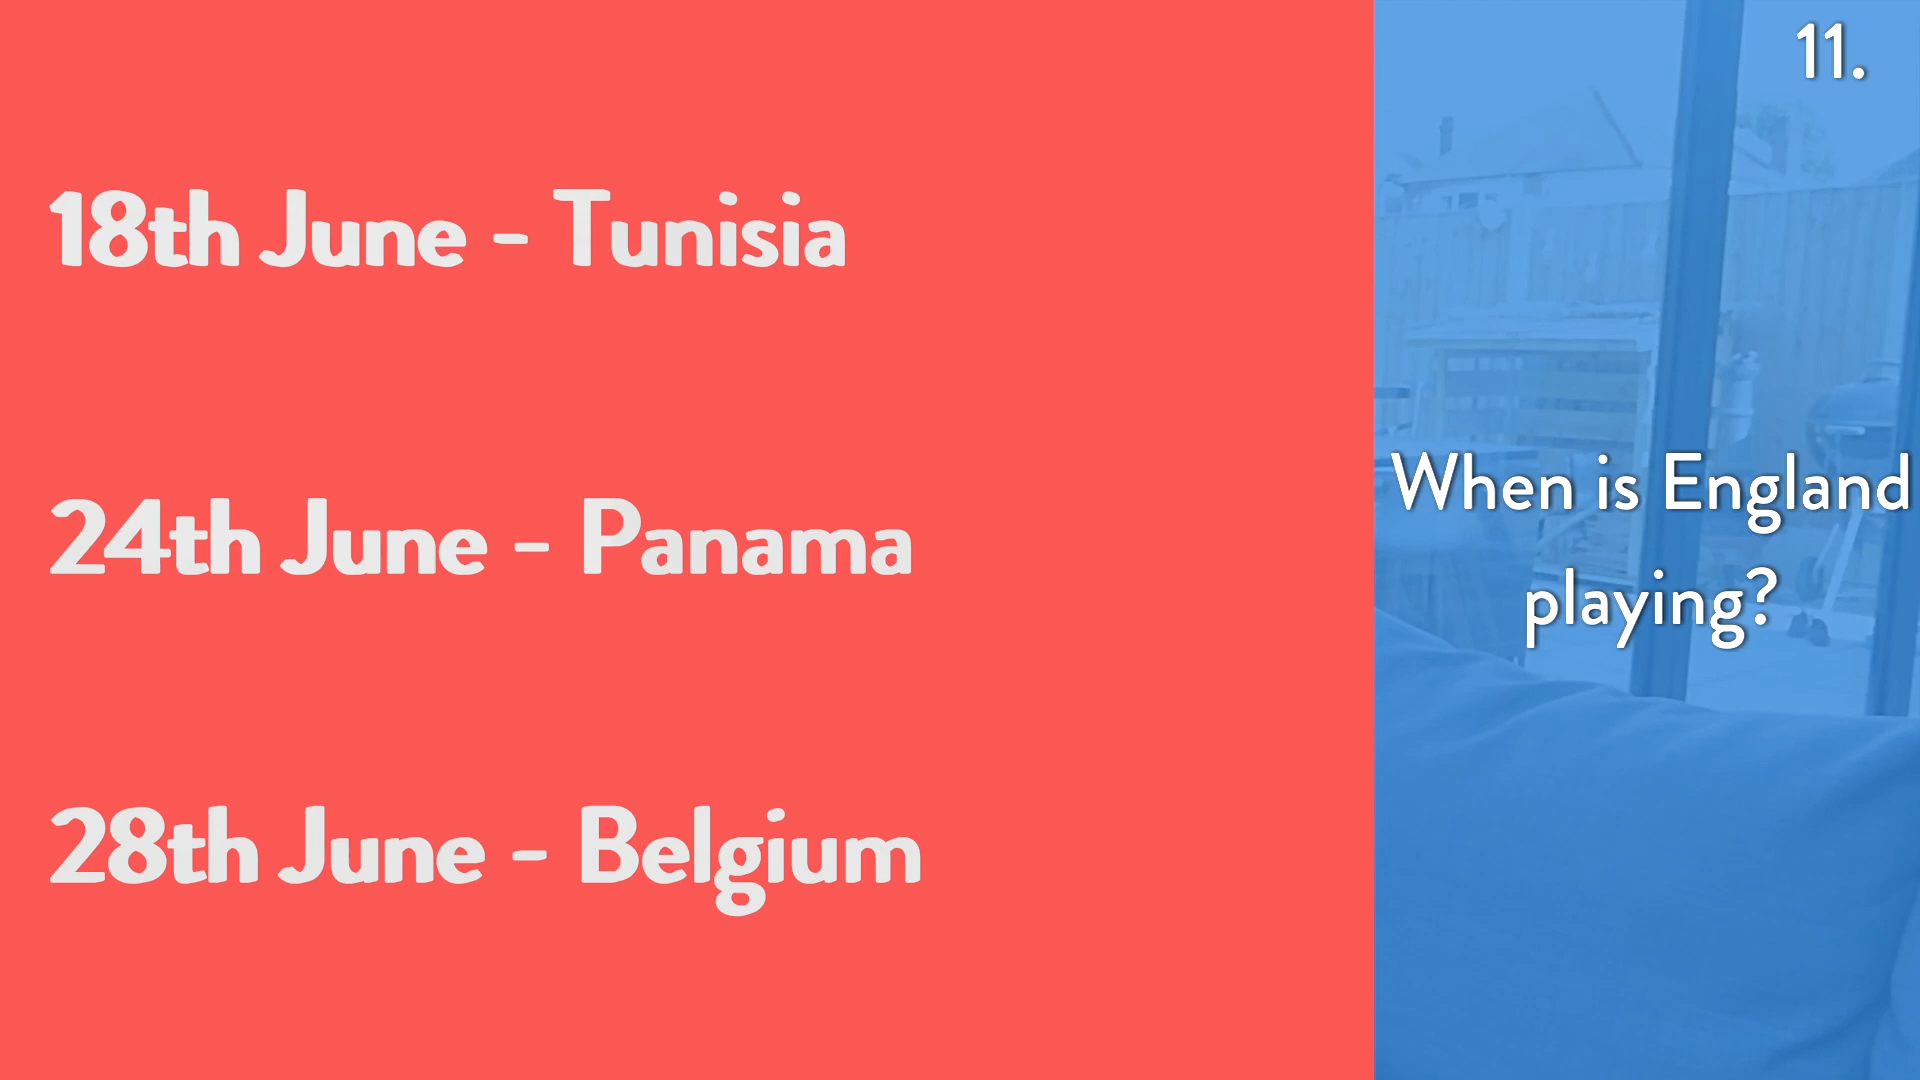 18th June - Tunisia
24th June - Panama
28th June - Belgium
11.
When is England
playing?